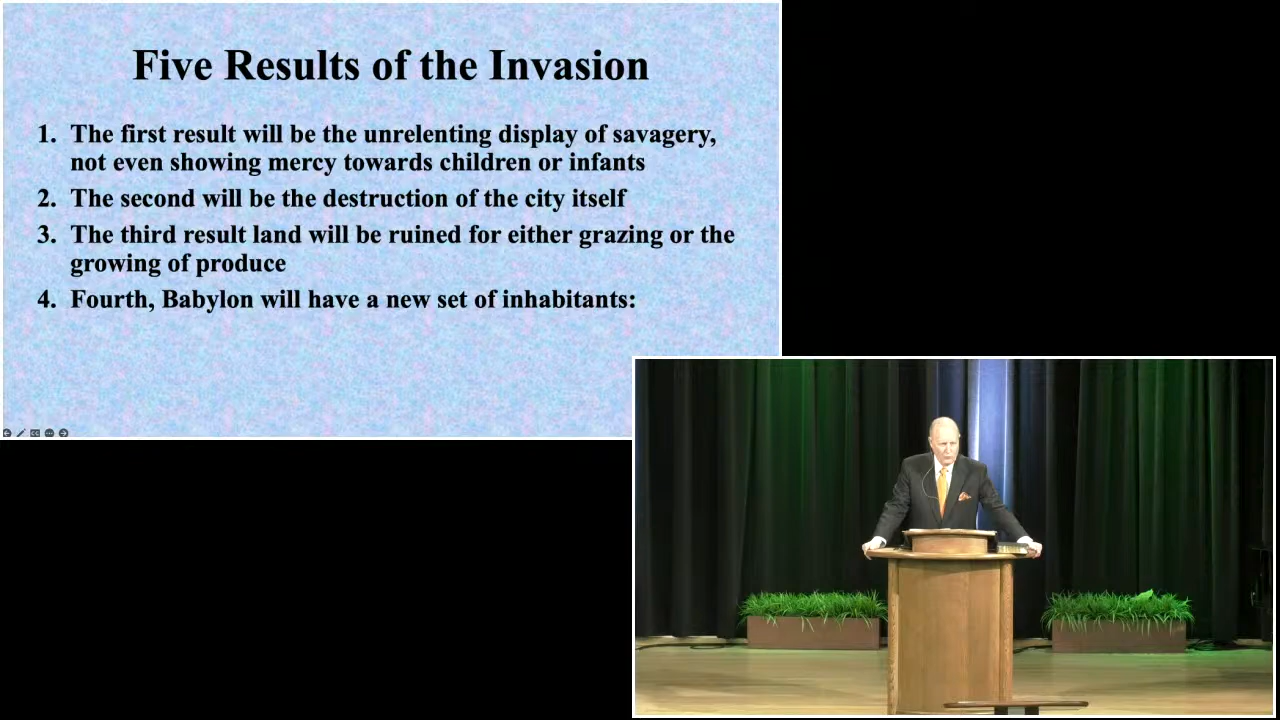 Five Results of the Invasion
1. The first result will be the unrelenting display of savagery,
not even showing mercy towards children or infants
2. The second will be the destruction of the city itself
3. The third result land will be ruined for either grazing or the
growing of produce
4. Fourth, Babylon will have a new set of inhabitants: